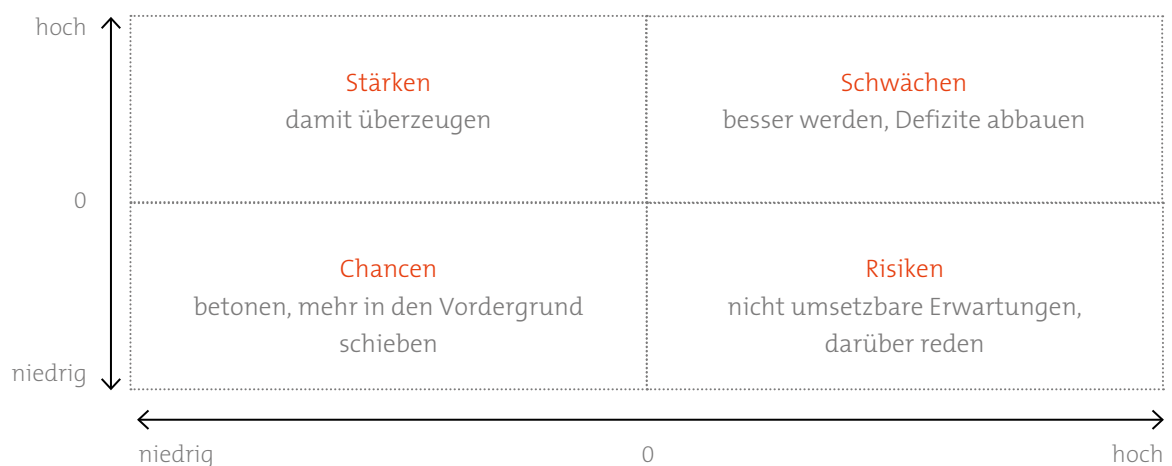 hoch
Stärken
damit überzeugen
Schwächen
besser werden, Defizite abbauen
0
Chancen
betonen, mehr in den Vordergrund
schieben
Risiken
nicht umsetzbare Erwartungen,
darüber reden
niedrig
niedrig
0
hoch